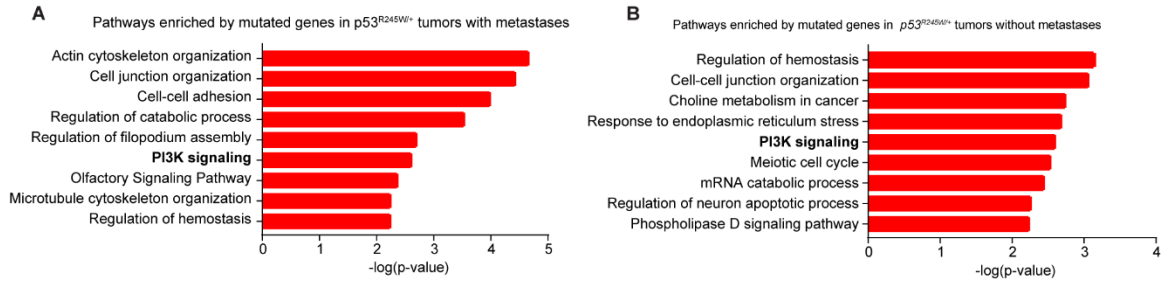 A
Pathways enriched by mutated genes in p53R245W/+ tumors with metastases
Actin cytoskeleton organization
Cell junction organization
Cell-cell adhesion
Regulation of catabolic process
Regulation of filopodium assembly
PI3K signaling
Olfactory Signaling Pathway
Microtubule cytoskeleton organization
Regulation of hemostasis
0 1 2 3 4 5
-log(p-value)
B
Pathways enriched by mutated genes in p53R245W/+ tumors without metastases
Regulation of hemostasis
Cell-cell junction organization
Choline metabolism in cancer
Response to endoplasmic reticulum stress
PI3K signaling
Meiotic cell cycle
mRNA catabolic process
Regulation of neuron apoptotic process
Phospholipase D signaling pathway
0 1 2 3 4
-log(p-value)